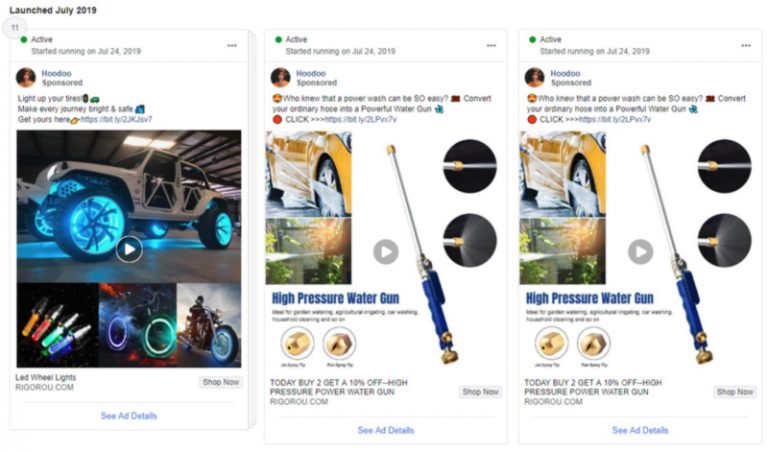 Launched July 2019
11
Active
Started running on Jul 24, 2019
Hoodoo
Sponsored
Light up your tires!
Make every journey bright & safe.
Get yours here https://bit.ly/2JKJsv7
Led Wheel Lights
RIGOROU.COM
Shop Now
See Ad Details
Active
Started running on Jul 24, 2019
Hoodoo
Sponsored
Who knew that a power wash can be SO easy? Convert
your ordinary hose into a Powerful Water Gun
CLICK >>>https://bit.ly/2LPvx7v
High Pressure Water Gun
Ideal for garden watering, agricultural irrigating, car washing,
household cleaning and so on
Jet Spray Tip
Fan Spray Tip
TODAY BUY 2 GET A 10% OFF--HIGH
PRESSURE POWER WATER GUN
RIGOROU.COM
Shop Now
See Ad Details
Active
Started running on Jul 24, 2019
Hoodoo
Sponsored
Who knew that a power wash can be SO easy? Convert
your ordinary hose into a Powerful Water Gun
CLICK >>>https://bit.ly/2LPvx7v
High Pressure Water Gun
Ideal for garden watering, agricultural irrigating, car washing,
household cleaning and so on
Jet Spray Tip
Fan Spray Tip
TODAY BUY 2 GET A 10% OFF--HIGH
PRESSURE POWER WATER GUN
RIGOROU.COM
Shop Now
See Ad Details